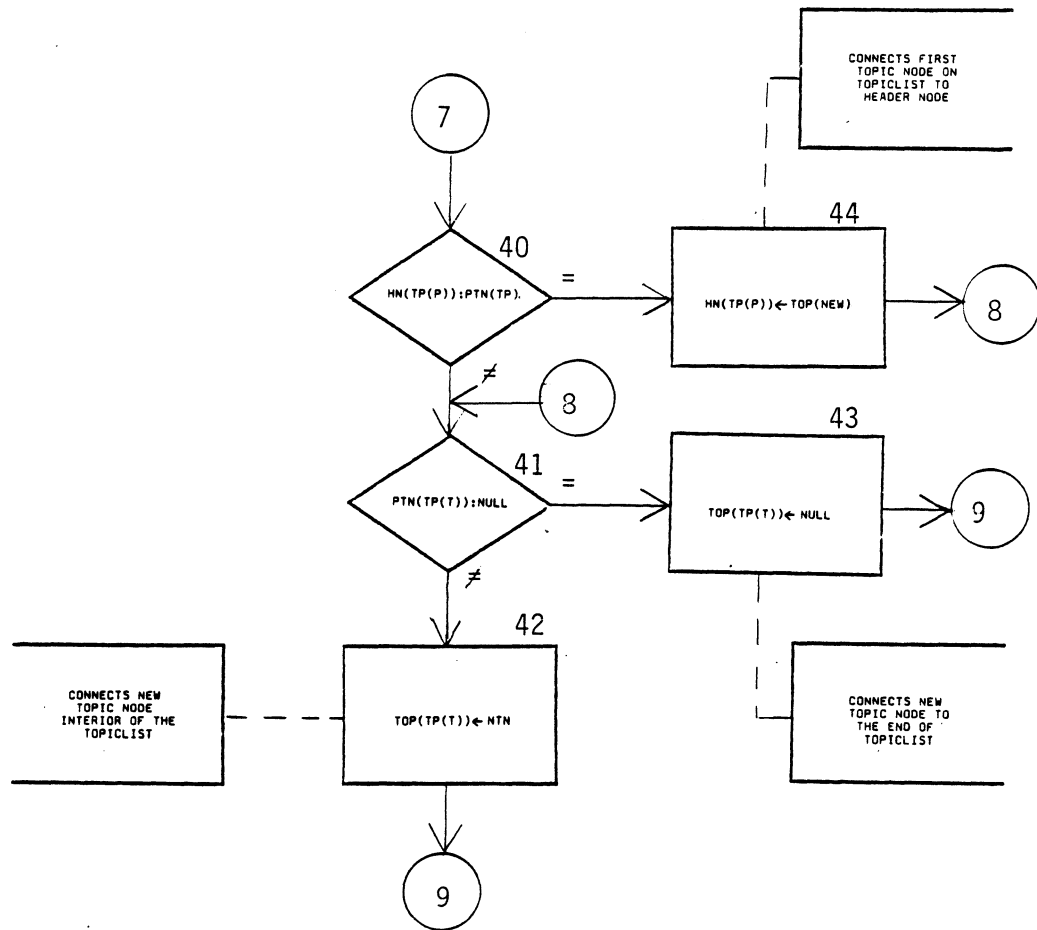 CONNECTS FIRST
TOPIC NODE ON
TOPICLIST TO
HEADER NODE
7
40
HN(TP(P)):PTN(TP).
=
44
HN(TP(P))←TOP(NEW)
8
≠
8
41
PTN(TP(T)):NULL
=
43
TOP(TP(T))← NULL
9
≠
42
TOP(TP(T))← NTN
CONNECTS NEW
TOPIC NODE
INTERIOR OF THE
TOPICLIST
CONNECTS NEW
TOPIC NODE TO
THE END OF
TOPICLIST
9